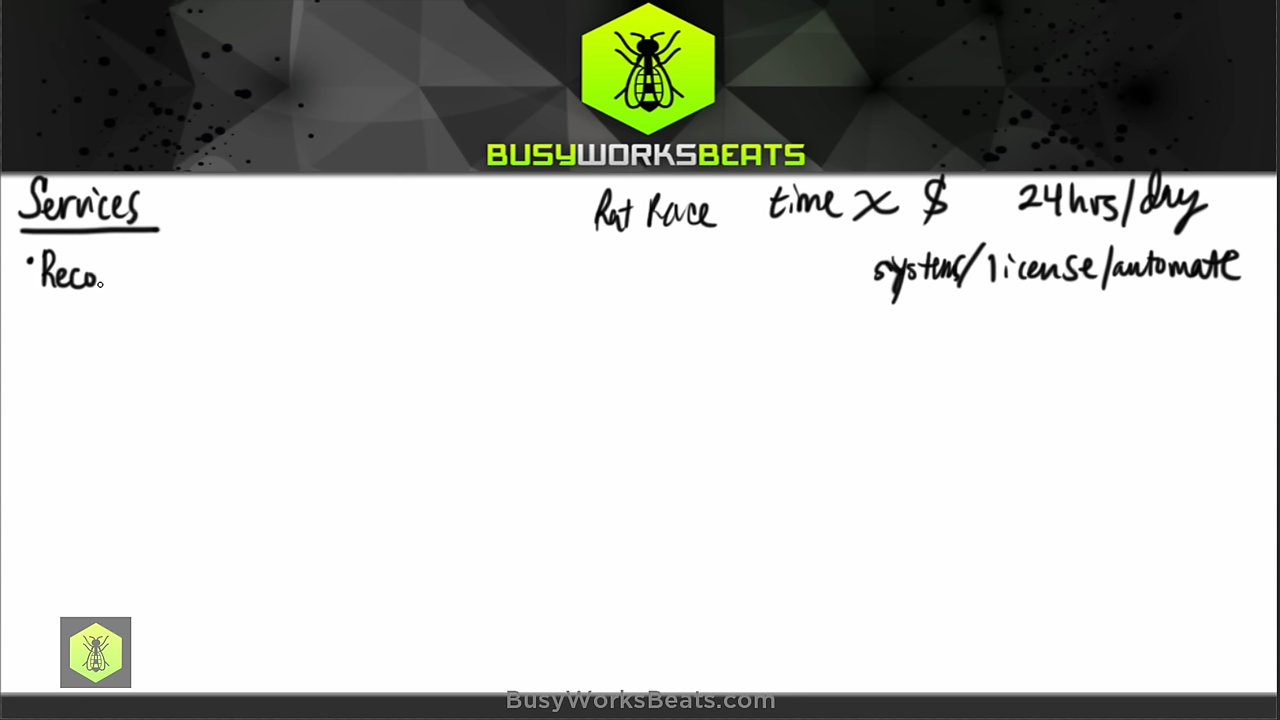 BUSYWORKSBEATS
Services
Rat Race time x $ 24hrs/day
• Reco
systems/license/automate
BusyWorksBeats.com